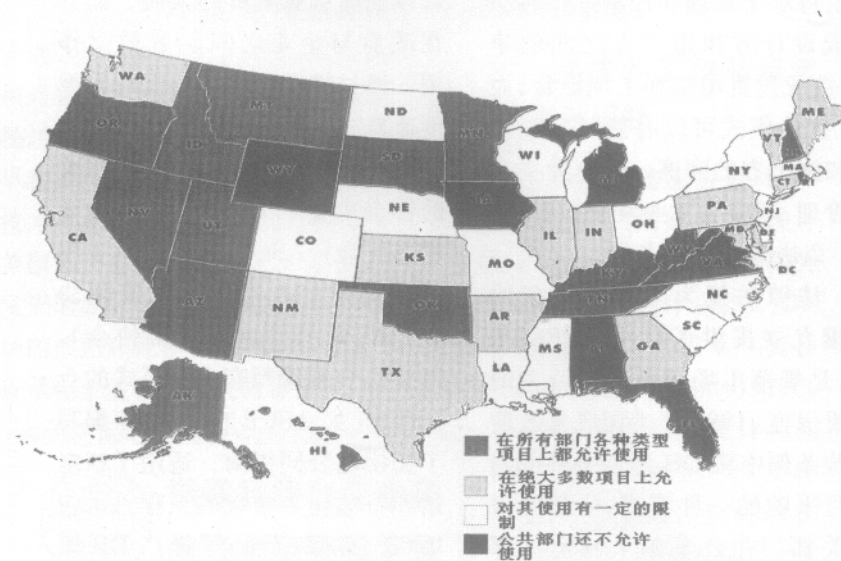 WA
MT
ND
MN
ME
OR
VT
ID
WI
SD
NY
MA
WY
CT
RI
PA
NE
NV
NJ
OH
UT
IL
IN
MD
DE
CA
CO
WV
VA
KS
MO
KY
DC
NC
TN
AZ
OK
NM
AR
SC
MS
GA
LA
TX
AK
HI
在所有部门各种类型
项目上都允许使用
在绝大多数项目上允
许使用
对其使用有一定的限
制
公共部门还不允许
使用